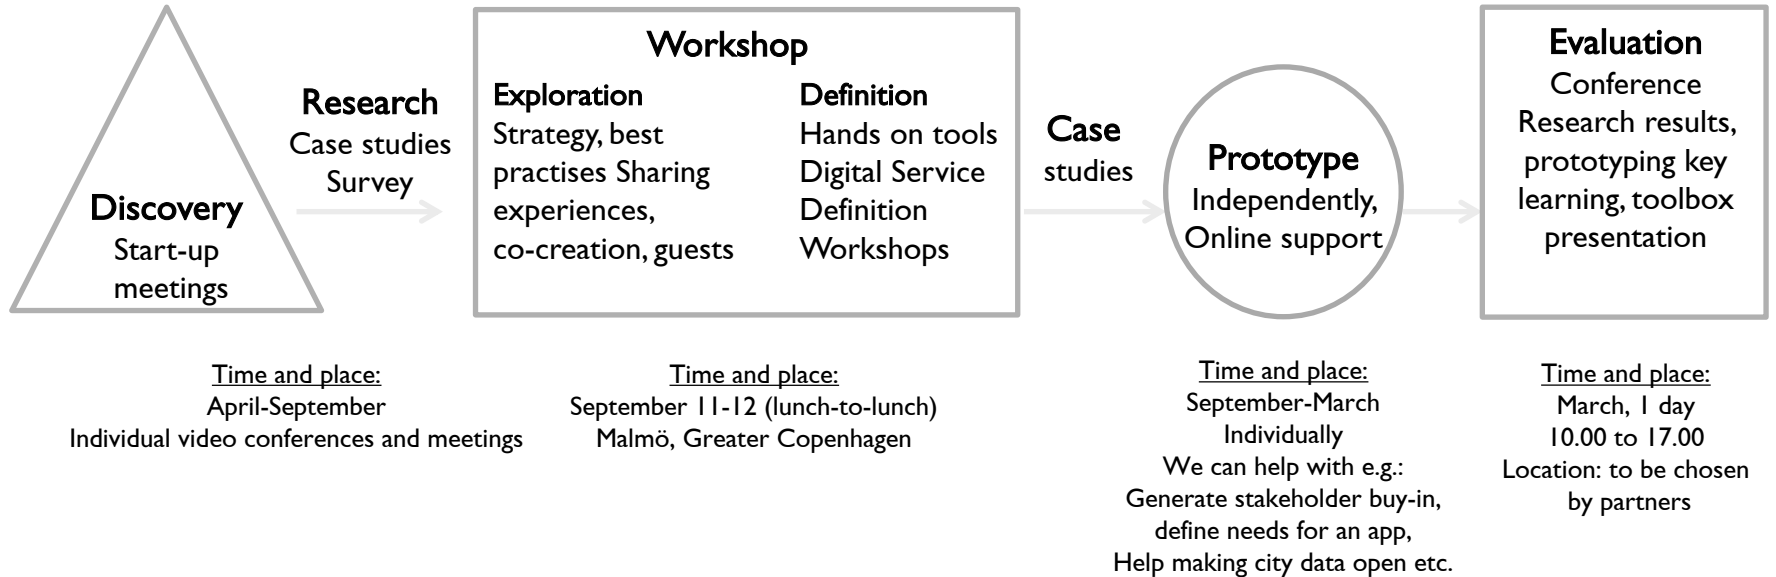 Discovery
Start-up
meetings
Research
Case studies
Survey
Workshop
Exploration
Strategy, best
practises Sharing
experiences,
co-creation, guests
Definition
Hands on tools
Digital Service
Definition
Workshops
Case
studies
Prototype
Independently,
Online support
Evaluation
Conference
Research results,
prototyping key
learning, toolbox
presentation
Time and place:
April-September
Individual video conferences and meetings
Time and place:
September 11-12 (lunch-to-lunch)
Malmö, Greater Copenhagen
Time and place:
September-March
Individually
We can help with e.g.:
Generate stakeholder buy-in,
define needs for an app,
Help making city data open etc.
Time and place:
March, 1 day
10.00 to 17.00
Location: to be chosen
by partners